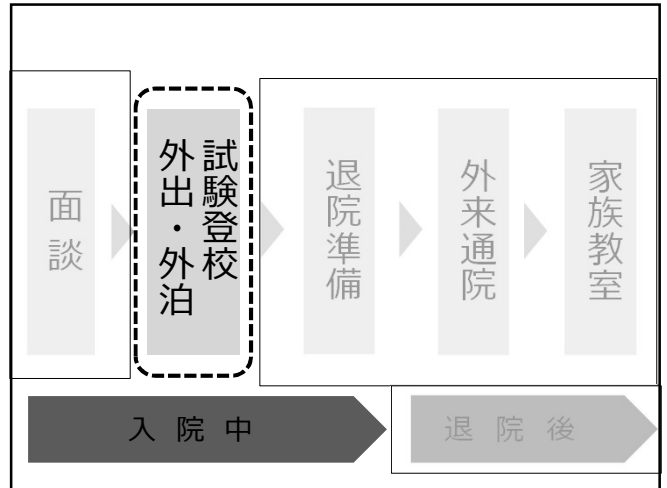 面談
試験登校
外出・外泊
退院準備
外来通院
家族教室
入院中
退院後